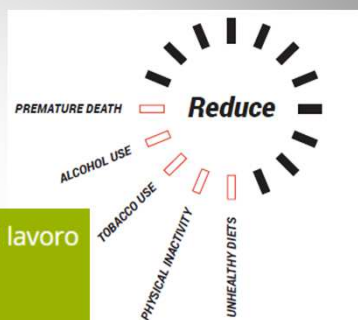 PREMATURE DEATH
Reduce
ALCOHOL USE
TOBACCO USE
PHYSICAL INACTIVITY
UNHEALTHY DIETS
lavoro